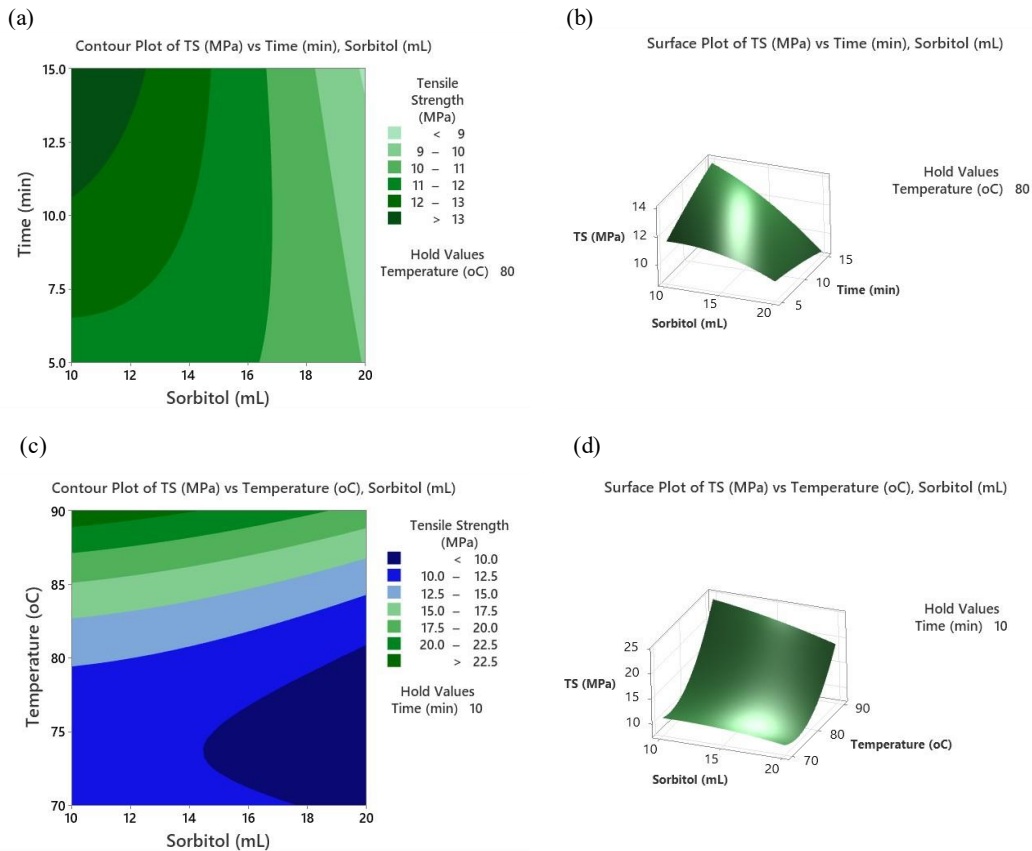 (a)
Contour Plot of TS (MPa) vs Time (min), Sorbitol (mL)
15.0
12.5
10.0
7.5
5.0
Time (min)
10 12 14 16 18 20
Sorbitol (mL)
Tensile
Strength
(MPa)
< 9
9 – 10
10 – 11
11 – 12
12 – 13
> 13
Hold Values
Temperature (oC) 80
(b)
Surface Plot of TS (MPa) vs Time (min), Sorbitol (mL)
Hold Values
Temperature (oC) 80
14
12
10
TS (MPa)
10
15
20
Sorbitol (mL)
5
10
15
Time (min)
(c)
Contour Plot of TS (MPa) vs Temperature (oC), Sorbitol (mL)
90
85
80
75
70
Temperature (oC)
10 12 14 16 18 20
Sorbitol (mL)
Tensile Strength
(MPa)
< 10.0
10.0 – 12.5
12.5 – 15.0
15.0 – 17.5
17.5 – 20.0
20.0 – 22.5
> 22.5
Hold Values
Time (min) 10
(d)
Surface Plot of TS (MPa) vs Temperature (oC), Sorbitol (mL)
Hold Values
Time (min) 10
25
20
15
10
TS (MPa)
10
15
20
Sorbitol (mL)
70
80
90
Temperature (oC)